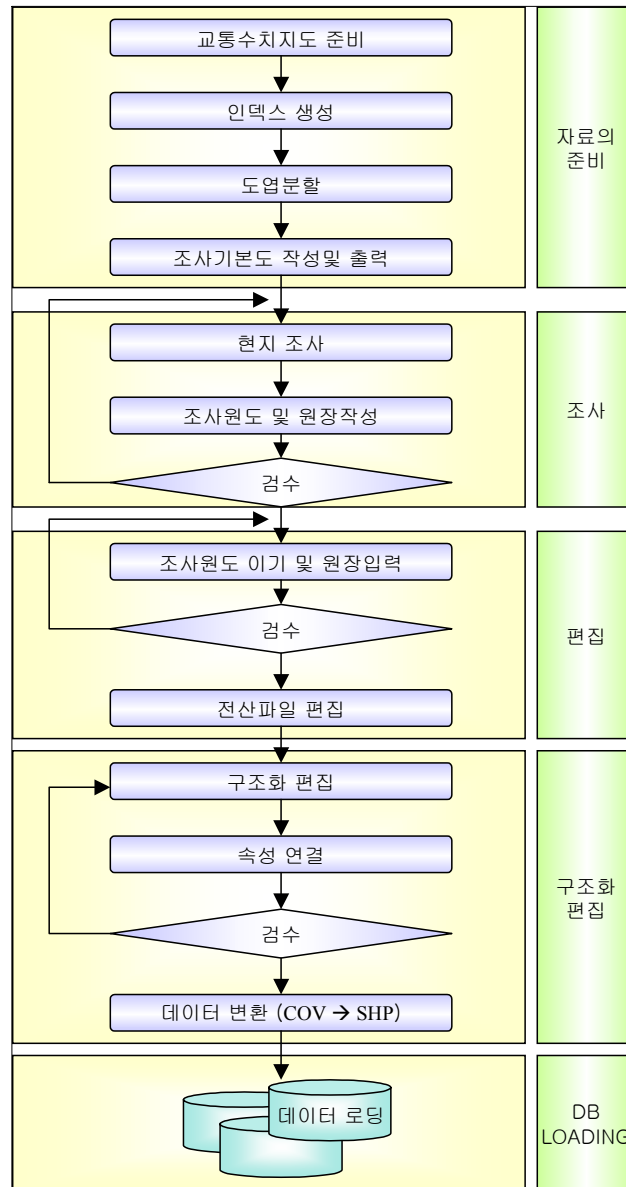 교통수치지도 준비
인덱스 생성
도엽분할
조사기본도 작성및 출력
자료의
준비
현지 조사
조사원도 및 원장작성
검수
조사
조사원도 이기 및 원장입력
검수
전산파일 편집
편집
구조화 편집
속성 연결
검수
데이터 변환 (COV → SHP)
구조화
편집
데이터 로딩
DB
LOADING